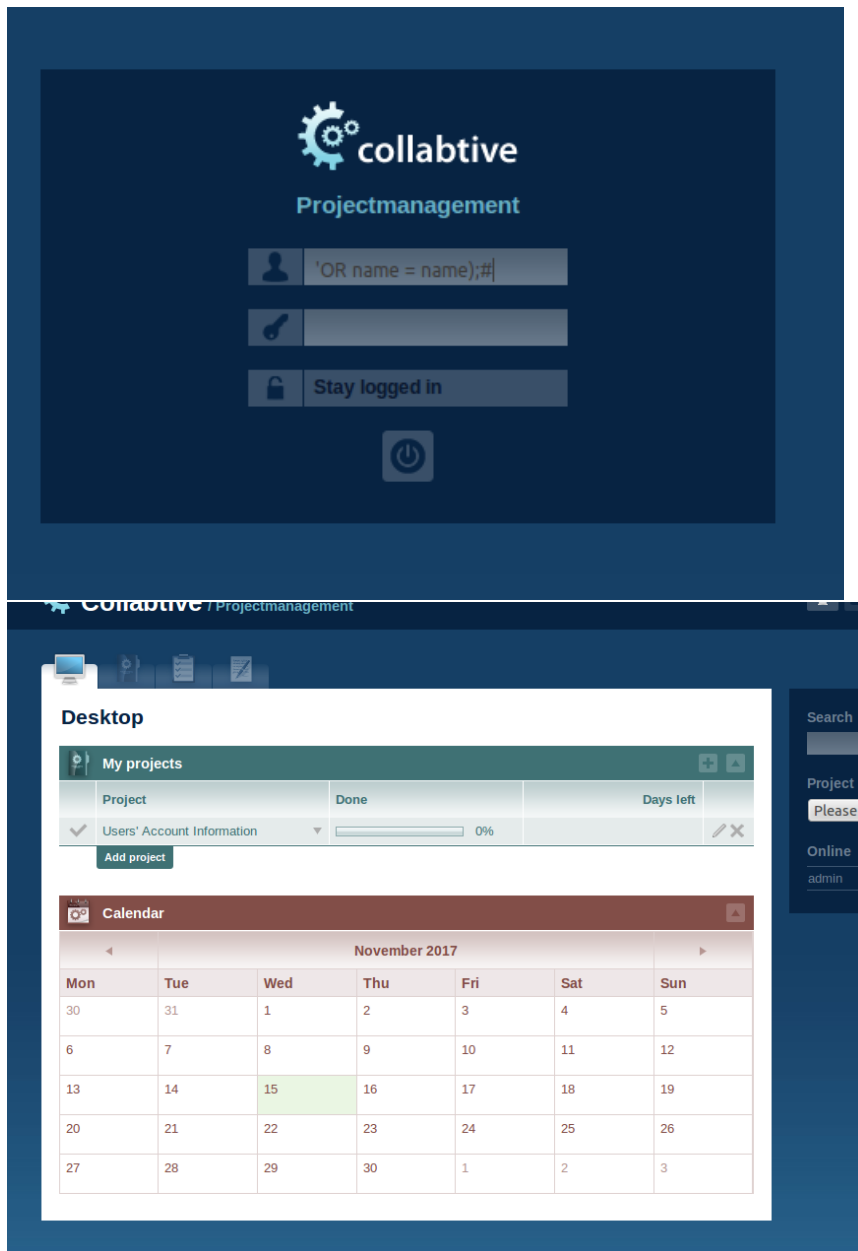 collabtive
Projectmanagement
'OR name = name);#
Stay logged in
Collabtive / Projectmanagement
Desktop
Search
My projects
Project Done Days left
Project
Users' Account Information 0%
Please
Add project
Online
admin
Calendar
November 2017
Mon Tue Wed Thu Fri Sat Sun
30 31 1 2 3 4 5
6 7 8 9 10 11 12
13 14 15 16 17 18 19
20 21 22 23 24 25 26
27 28 29 30 1 2 3